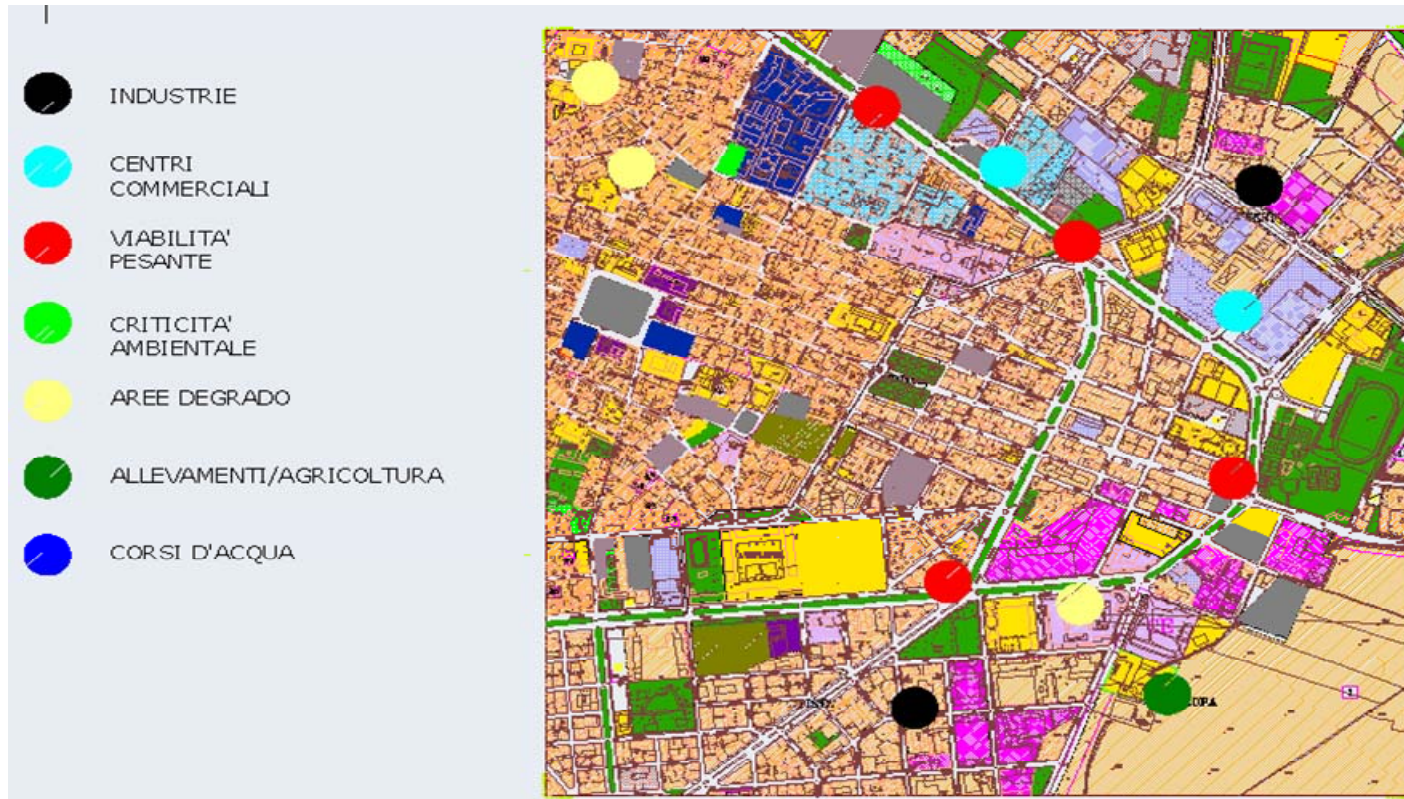 INDUSTRIE
CENTRI
COMMERCIALI
VIABILITA'
PESANTE
CRITICITA'
AMBIENTALE
AREE DEGRADO
ALLEVAMENTI/AGRICOLTURA
CORSI D'ACQUA